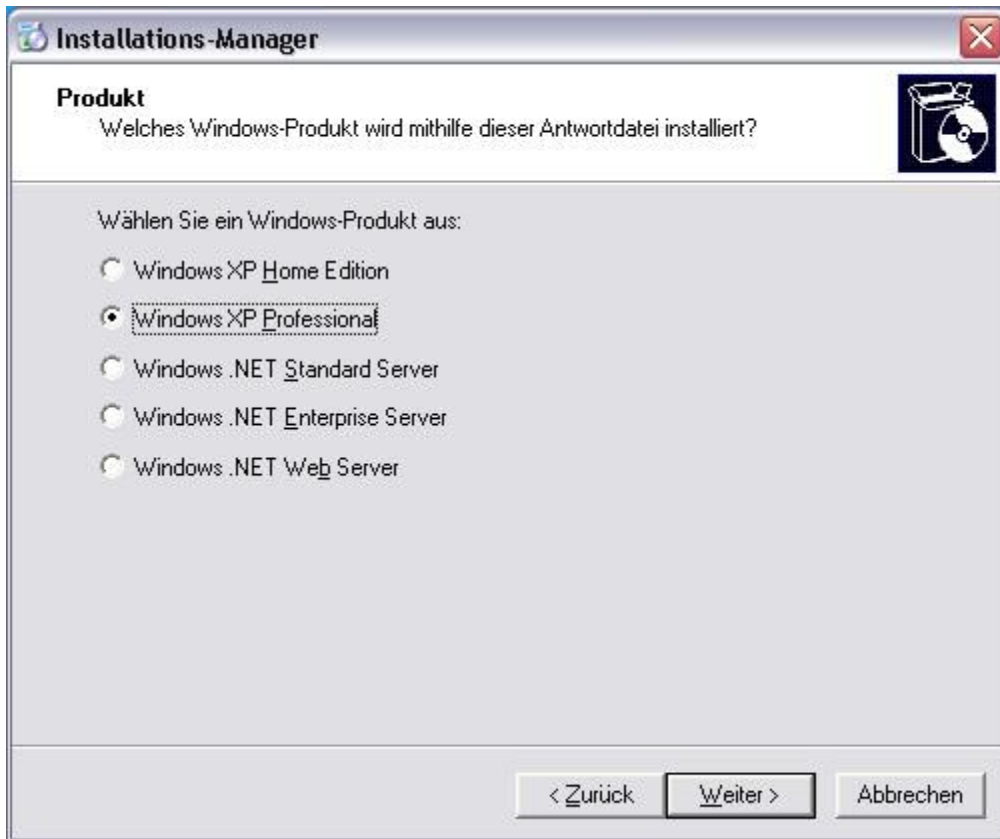 Installations-Manager
Produkt
Welches Windows-Produkt wird mithilfe dieser Antwortdatei installiert?
Wählen Sie ein Windows-Produkt aus:
Windows XP Home Edition
Windows XP Professional
Windows .NET Standard Server
Windows .NET Enterprise Server
Windows .NET Web Server
< Zurück Weiter > Abbrechen